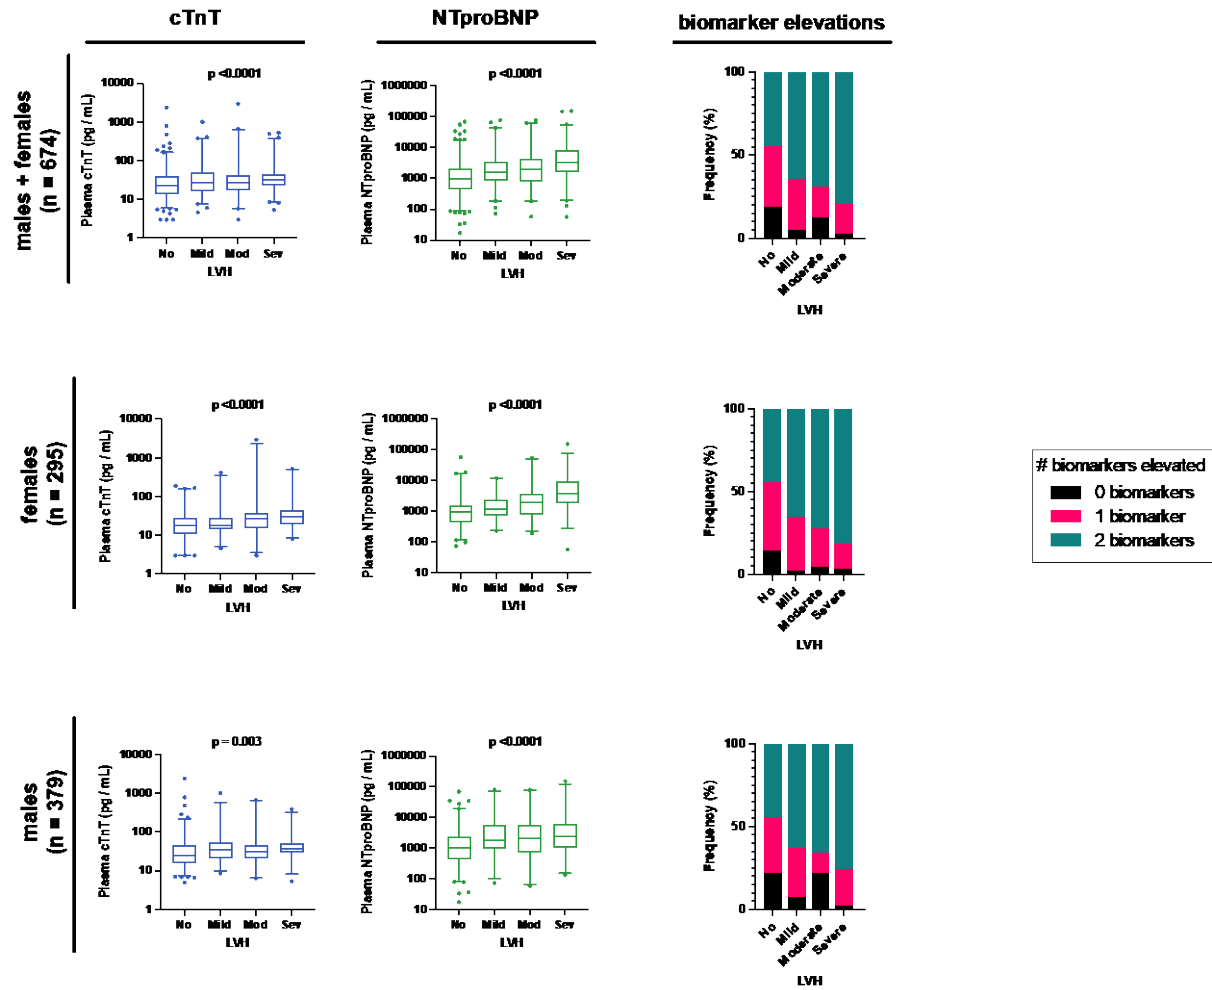 cTnT
NTproBNP
biomarker elevations
males + females
(n = 674)
p <0.0001
Plasma cTnT (pg / mL)
10000
1000
100
10
1
No Mild Mod Sev
LVH
p <0.0001
Plasma NTproBNP (pg / mL)
1000000
100000
10000
1000
100
10
No Mild Mod Sev
LVH
Frequency (%)
100
50
0
No Mild Moderate Severe
LVH
females
(n = 295)
p <0.0001
Plasma cTnT (pg / mL)
10000
1000
100
10
1
No Mild Mod Sev
LVH
p <0.0001
Plasma NTproBNP (pg / mL)
1000000
100000
10000
1000
100
10
No Mild Mod Sev
LVH
Frequency (%)
100
50
0
No Mild Moderate Severe
LVH
# biomarkers elevated
0 biomarkers
1 biomarker
2 biomarkers
males
(n = 379)
p = 0.003
Plasma cTnT (pg / mL)
10000
1000
100
10
1
No Mild Mod Sev
LVH
p <0.0001
Plasma NTproBNP (pg / mL)
1000000
100000
10000
1000
100
10
No Mild Mod Sev
LVH
Frequency (%)
100
50
0
No Mild Moderate Severe
LVH